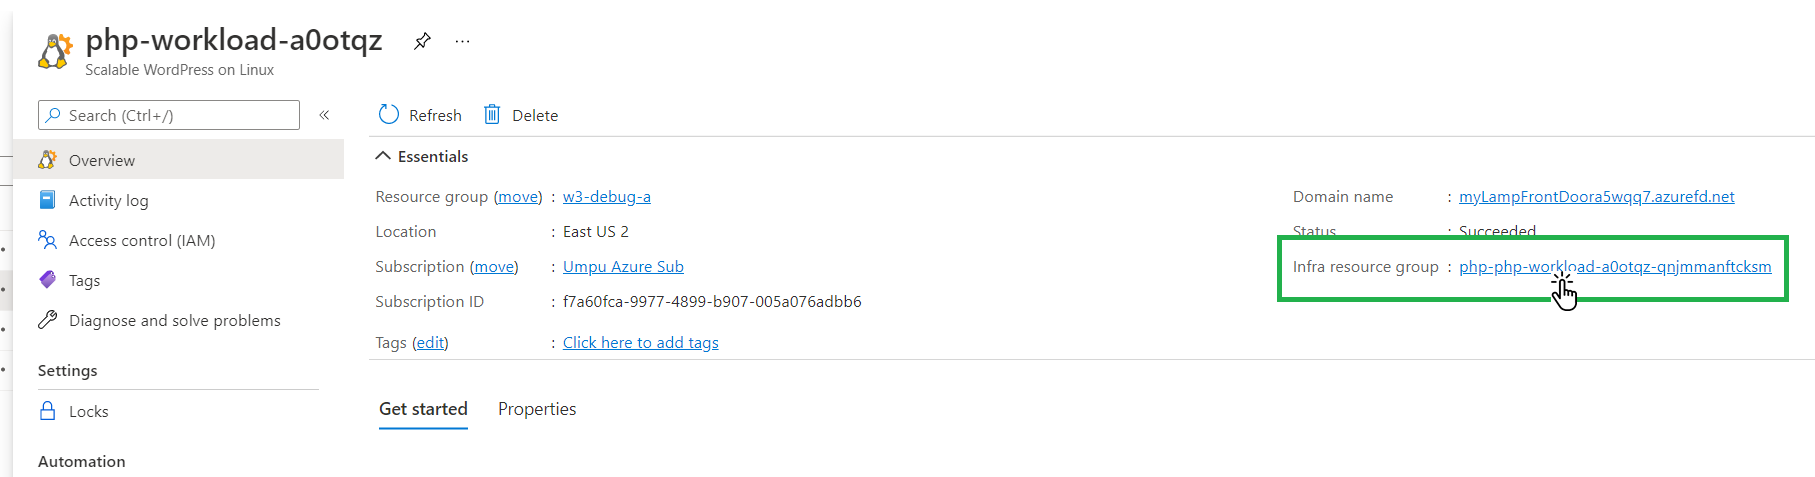 php-workload-a0otqz
Scalable WordPress on Linux
Search (Ctrl+/)
Overview
Activity log
Access control (IAM)
Tags
Diagnose and solve problems
Settings
Locks
Automation
Refresh Delete
Essentials
Resource group (move) : w3-debug-a
Location : East US 2
Subscription (move) : Umpu Azure Sub
Subscription ID : f7a60fca-9977-4899-b907-005a076adbb6
Tags (edit) : Click here to add tags
Domain name : myLampFrontDoora5wqq7.azurefd.net
Status : Succeeded
Infra resource group : php-php-workload-a0otqz-qnjmmanftcksm
Get started Properties